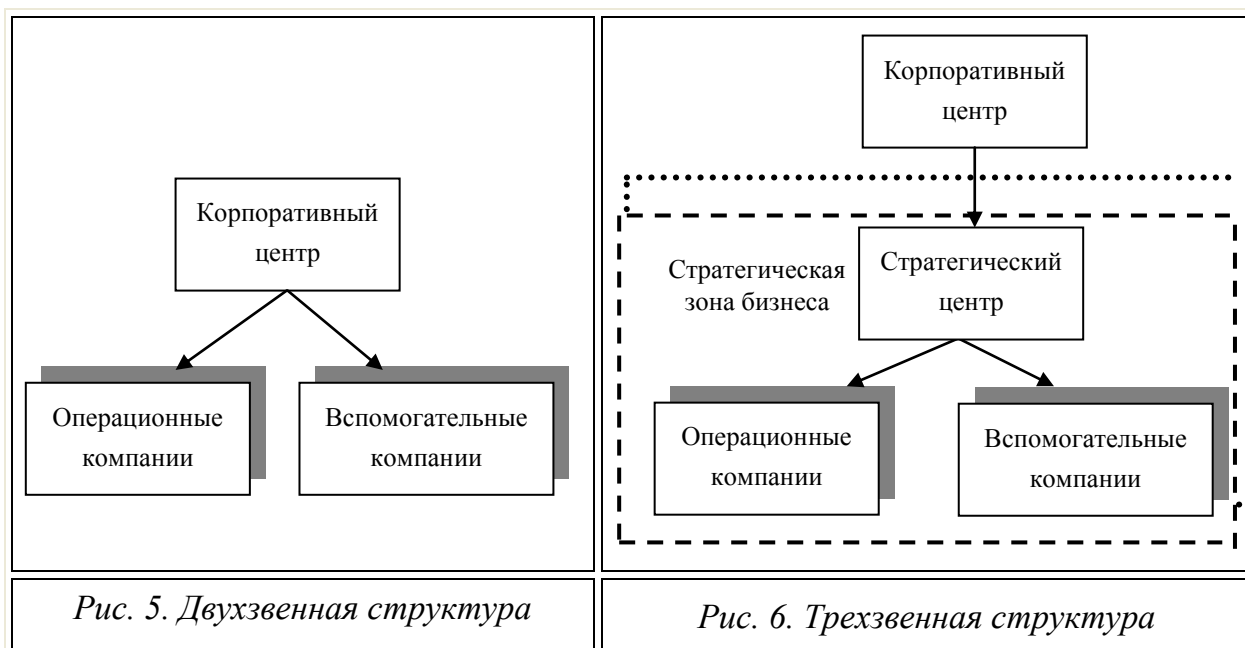 Корпоративный
центр
Операционные
компании
Вспомогательные
компании
Рис. 5. Двухзвенная структура
Корпоративный
центр
Стратегическая
зона бизнеса
Стратегический
центр
Операционные
компании
Вспомогательные
компании
Рис. 6. Трехзвенная структура